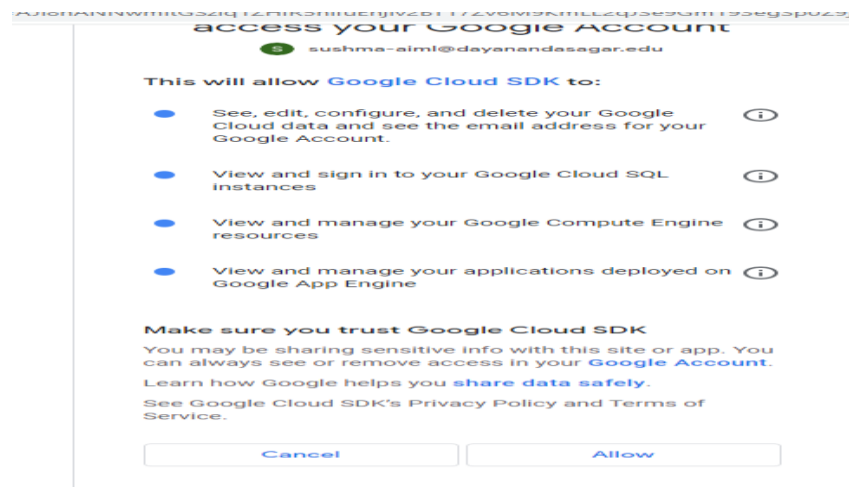 access your Google Account
S sushma-aiml@dayanandasagar.edu
This will allow Google Cloud SDK to:
See, edit, configure, and delete your Google
Cloud data and see the email address for your
Google Account.
View and sign in to your Google Cloud SQL
instances
View and manage your Google Compute Engine
resources
View and manage your applications deployed on
Google App Engine
Make sure you trust Google Cloud SDK
You may be sharing sensitive info with this site or app. You
can always see or remove access in your Google Account.
Learn how Google helps you share data safely.
See Google Cloud SDK's Privacy Policy and Terms of
Service.
Cancel Allow